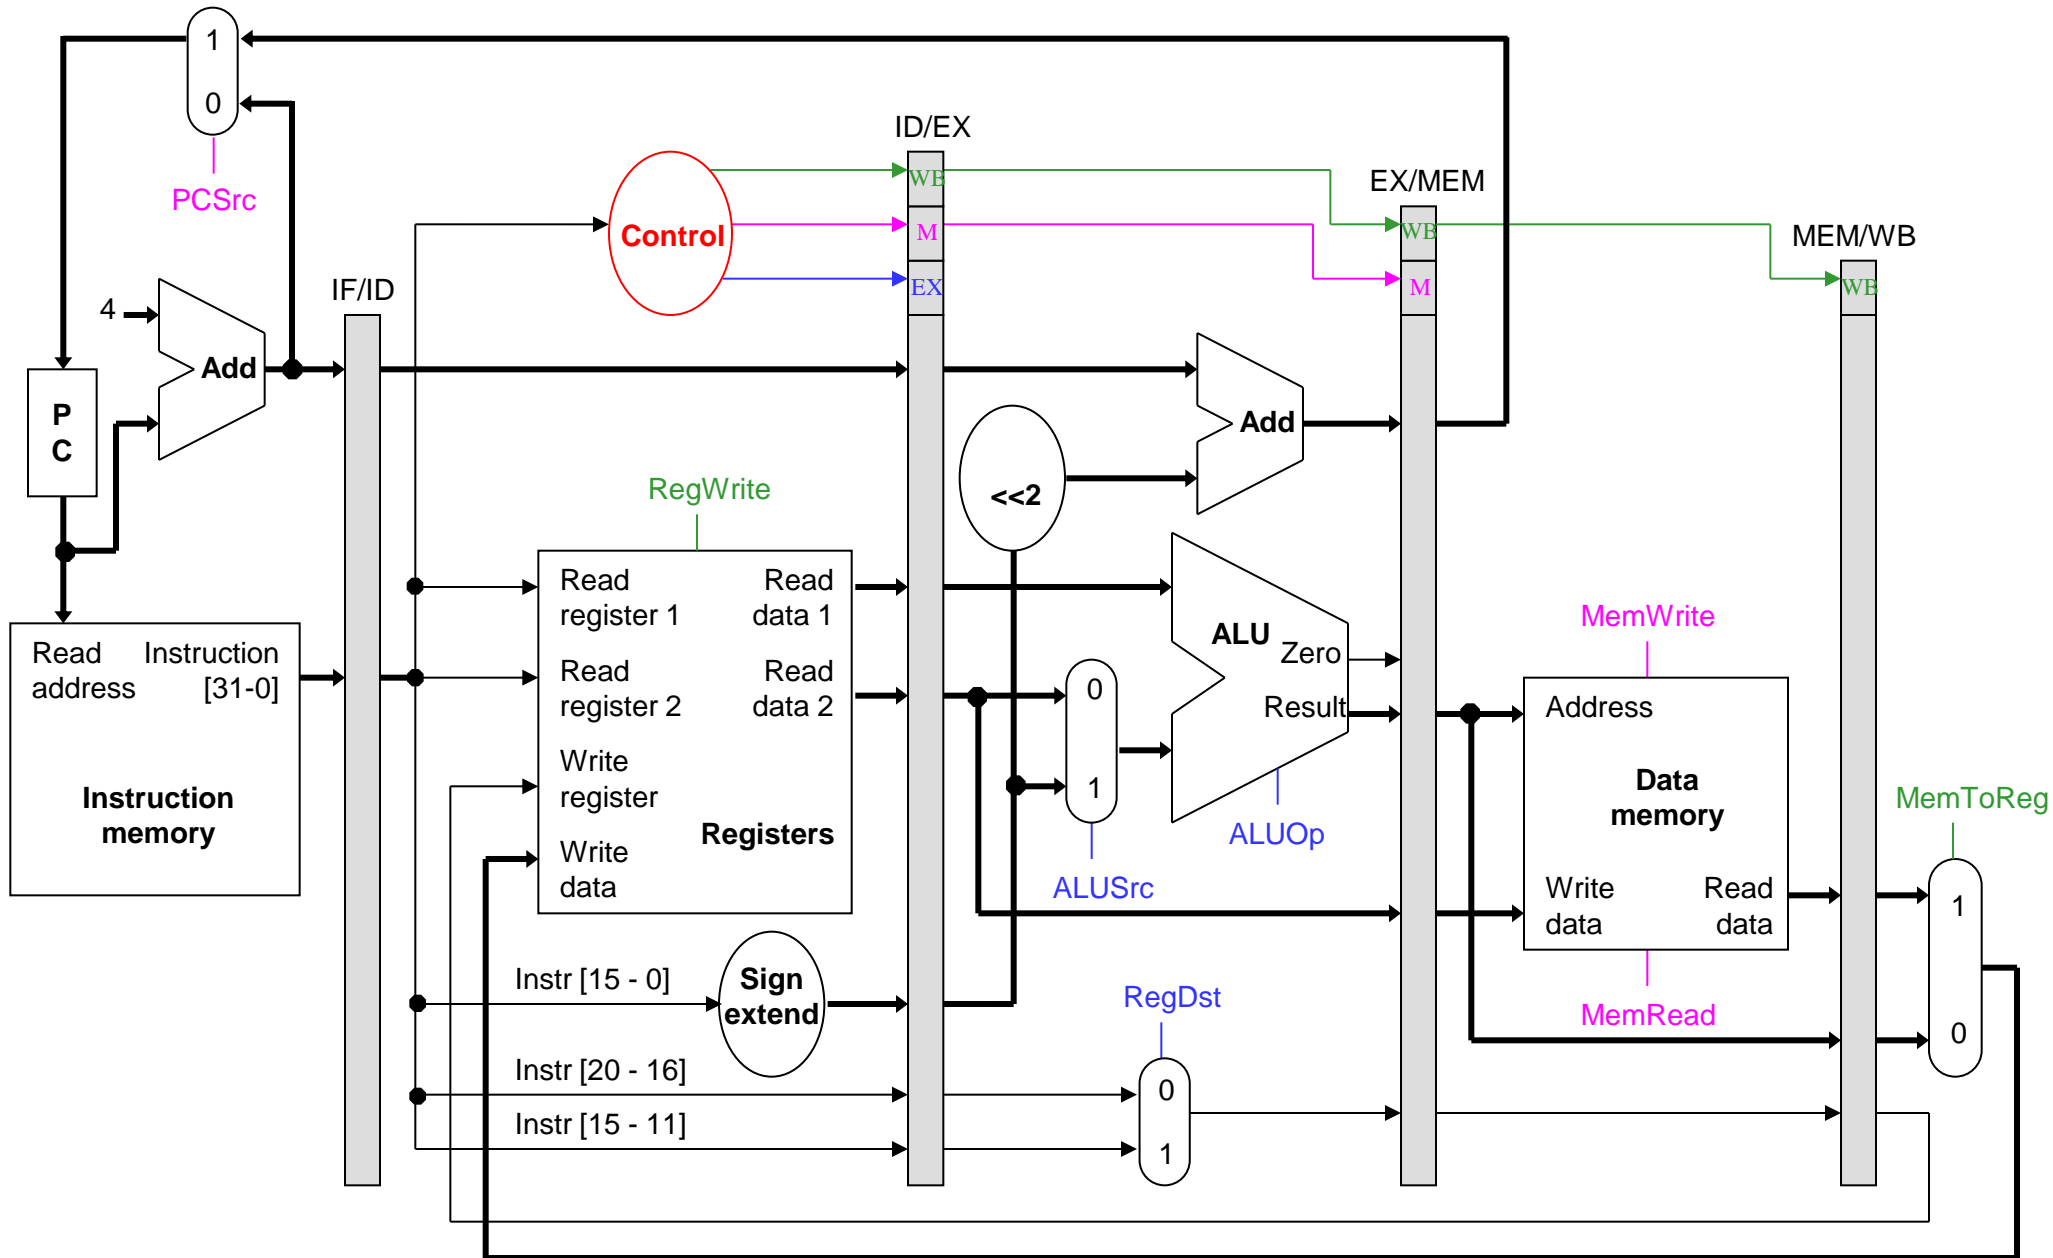 1
0
PCSrc
ID/EX
WB
M
EX
Control
EX/MEM
WB
M
MEM/WB
WB
IF/ID
4
Add
P
C
Add
<<2
RegWrite
Read
register 1
Read
data 1
Read
register 2
Read
data 2
Write
register
Write
data
Registers
Read
address
Instruction
[31-0]
Instruction
memory
ALU
Zero
Result
0
1
ALUSrc
ALUOp
MemWrite
Address
Data
memory
Write
data
Read
data
MemRead
MemToReg
1
0
Instr [15 - 0]
Sign
extend
RegDst
Instr [20 - 16]
Instr [15 - 11]
0
1